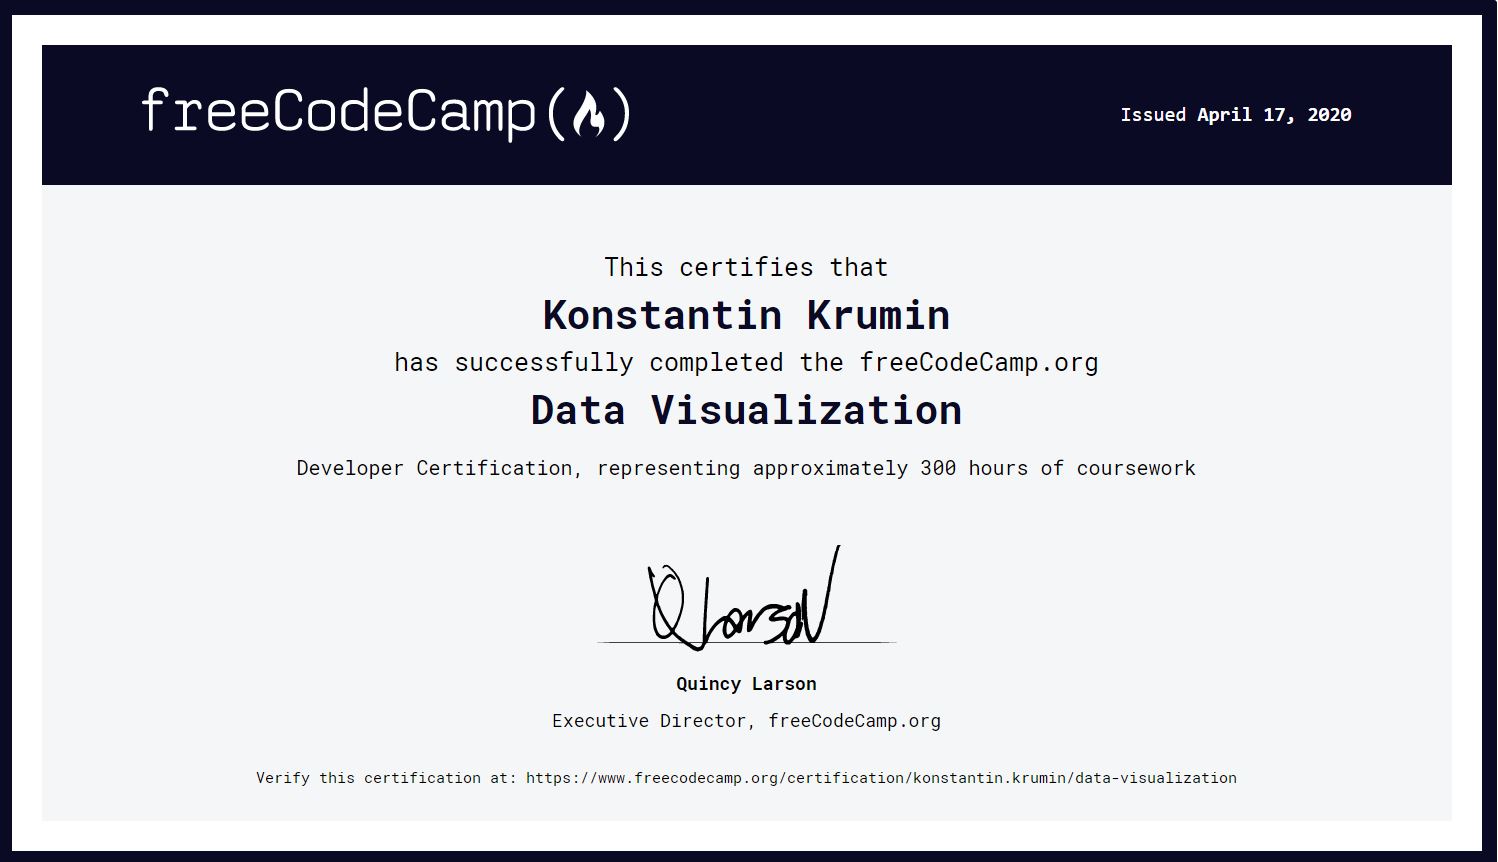 freeCodeCamp(🔥)
Issued April 17, 2020
This certifies that
Konstantin Krumin
has successfully completed the freeCodeCamp.org
Data Visualization
Developer Certification, representing approximately 300 hours of coursework
Q Larson
Quincy Larson
Executive Director, freeCodeCamp.org
Verify this certification at: https://www.freecodecamp.org/certification/konstantin.krumin/data-visualization